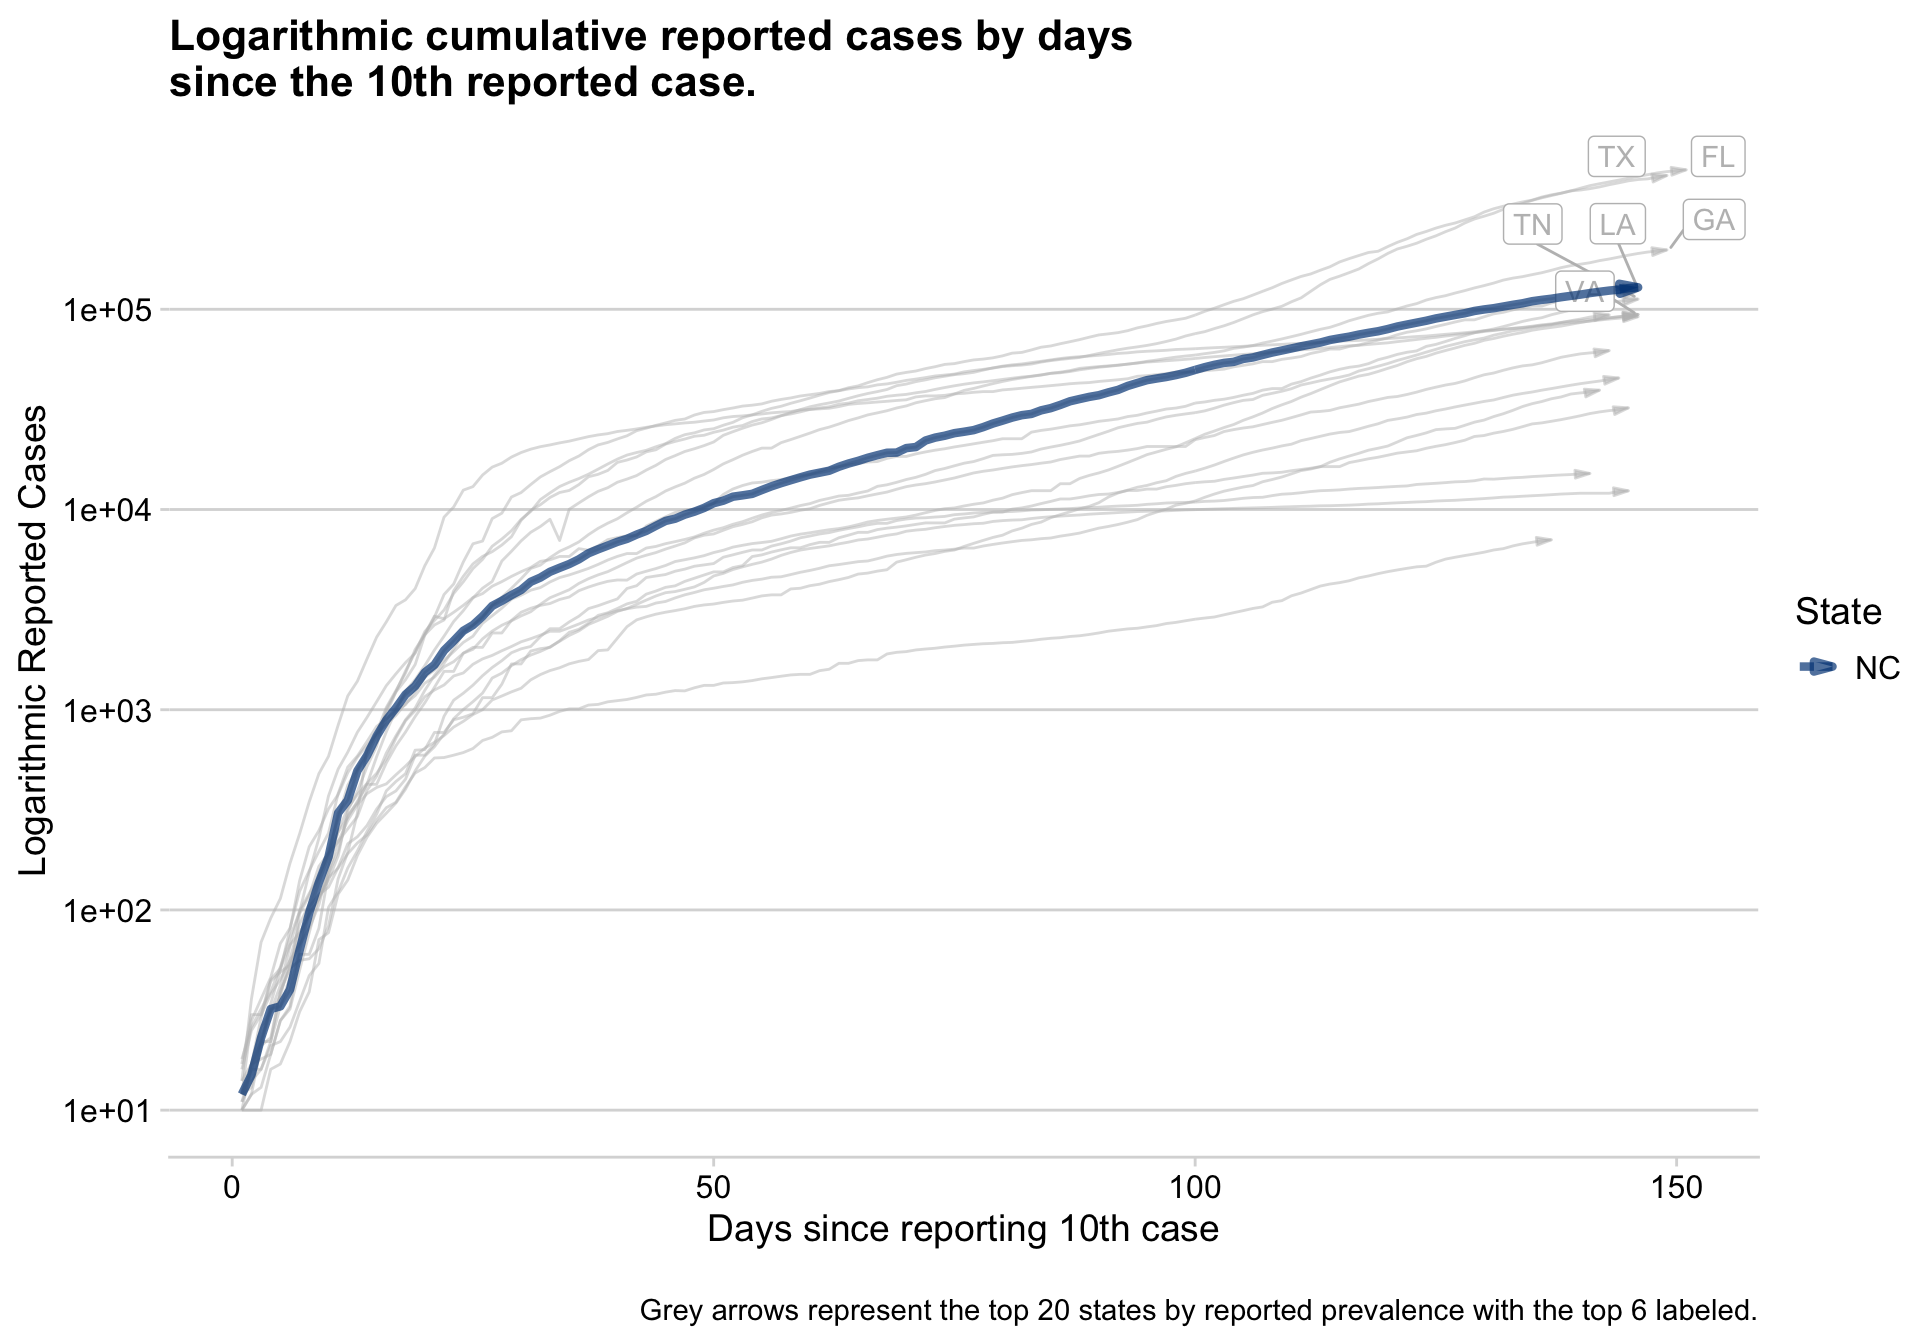 Logarithmic cumulative reported cases by days
since the 10th reported case.
TX
FL
TN
LA
GA
VA
1e+05
1e+04
1e+03
1e+02
1e+01
Logarithmic Reported Cases
State
NC
0
50
100
150
Days since reporting 10th case
Grey arrows represent the top 20 states by reported prevalence with the top 6 labeled.